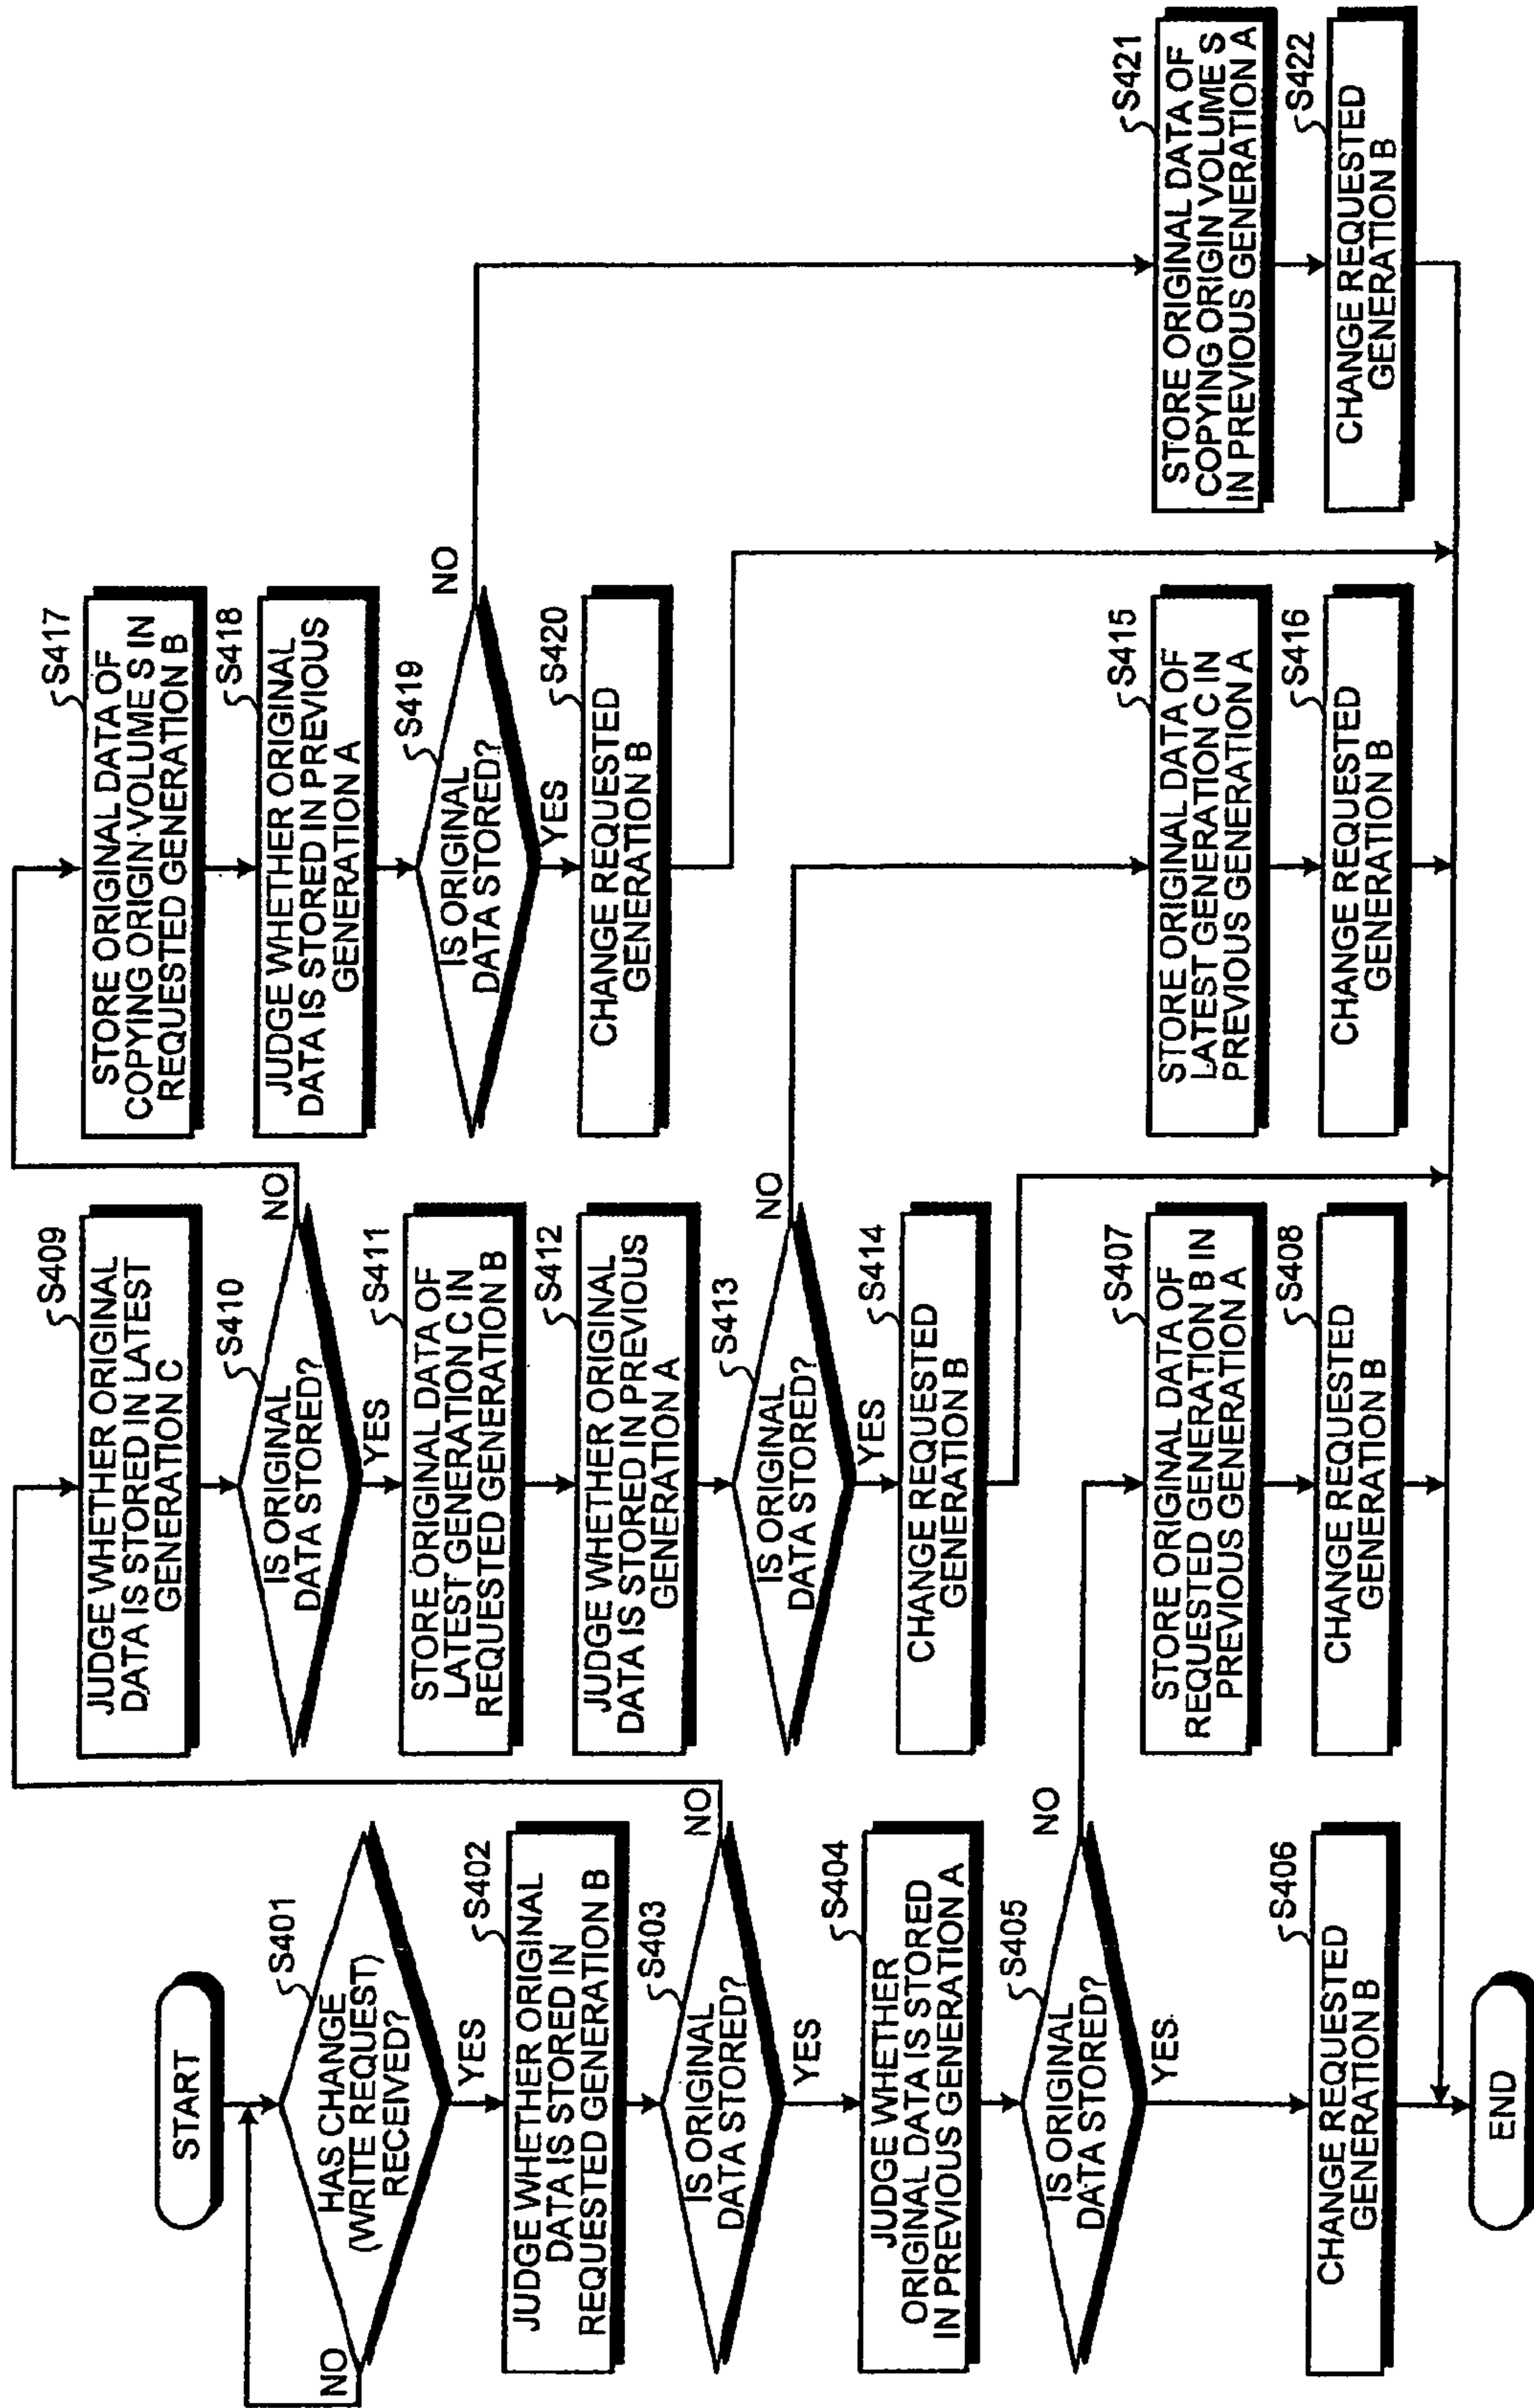 START
S401
HAS CHANGE
(WRITE REQUEST)
RECEIVED?
NO
YES
S402
JUDGE WHETHER ORIGINAL
DATA IS STORED IN
REQUESTED GENERATION B
S403
IS ORIGINAL
DATA STORED?
NO
YES
S404
JUDGE WHETHER
ORIGINAL DATA IS STORED
IN PREVIOUS GENERATION A
S405
IS ORIGINAL
DATA STORED?
NO
YES
S406
CHANGE REQUESTED
GENERATION B
END
S409
JUDGE WHETHER ORIGINAL
DATA IS STORED IN LATEST
GENERATION C
S410
IS ORIGINAL
DATA STORED?
NO
YES
S411
STORE ORIGINAL DATA OF
LATEST GENERATION C IN
REQUESTED GENERATION B
S412
JUDGE WHETHER ORIGINAL
DATA IS STORED IN PREVIOUS
GENERATION A
S413
IS ORIGINAL
DATA STORED?
NO
YES
S414
CHANGE REQUESTED
GENERATION B
S407
STORE ORIGINAL DATA OF
REQUESTED GENERATION B IN
PREVIOUS GENERATION A
S408
CHANGE REQUESTED
GENERATION B
S417
STORE ORIGINAL DATA OF
COPYING ORIGIN VOLUME S IN
REQUESTED GENERATION B
S418
JUDGE WHETHER ORIGINAL
DATA IS STORED IN PREVIOUS
GENERATION A
S419
IS ORIGINAL
DATA STORED?
NO
YES
S420
CHANGE REQUESTED
GENERATION B
S415
STORE ORIGINAL DATA OF
LATEST GENERATION C IN
PREVIOUS GENERATION A
S416
CHANGE REQUESTED
GENERATION B
S421
STORE ORIGINAL DATA OF
COPYING ORIGIN VOLUME S
IN PREVIOUS GENERATION A
S422
CHANGE REQUESTED
GENERATION B